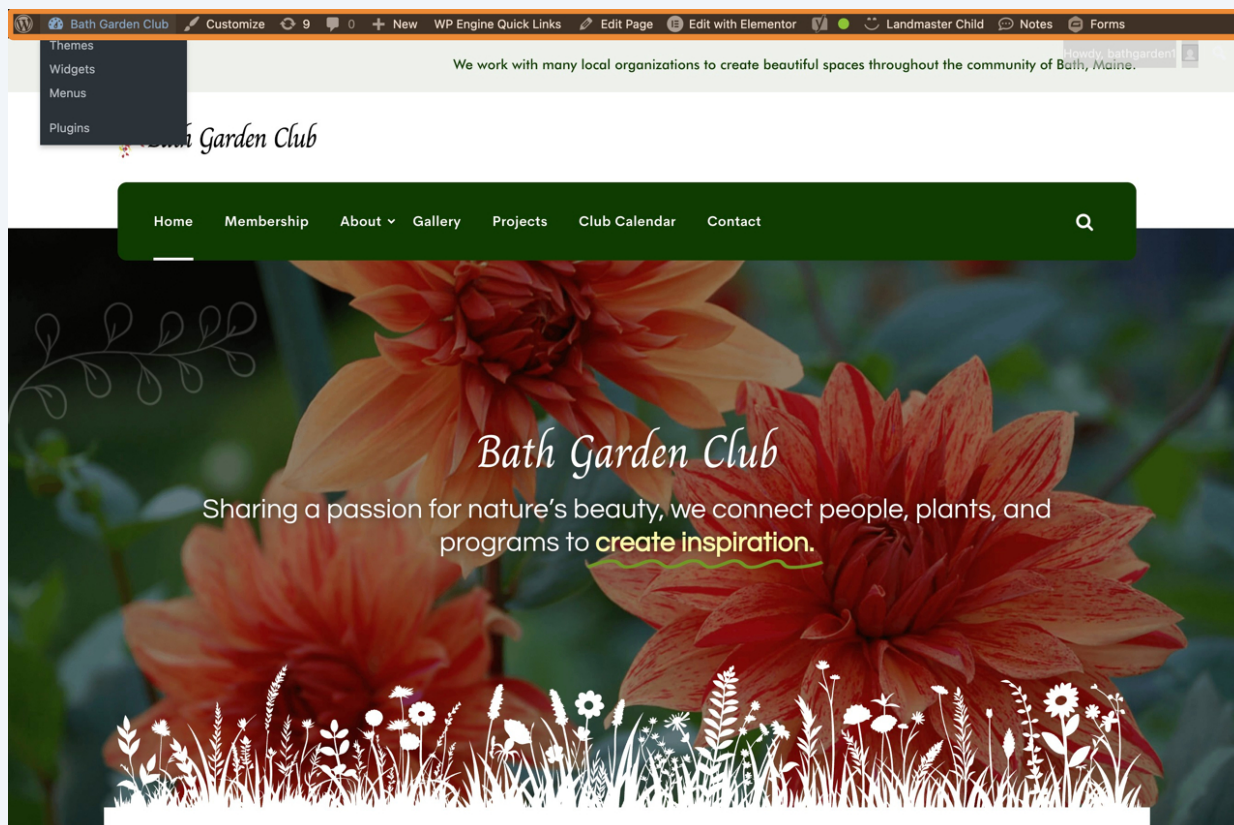 Bath Garden Club Customize 9 0 New WP Engine Quick Links Edit Page Edit with Elementor Landmaster Child Notes Forms
Themes
Howdy, bathgarden1
Widgets
We work with many local organizations to create beautiful spaces throughout the community of Bath, Maine.
Menus
Plugins
Bath Garden Club
Home Membership About Gallery Projects Club Calendar Contact
Bath Garden Club
Sharing a passion for nature's beauty, we connect people, plants, and
programs to create inspiration.